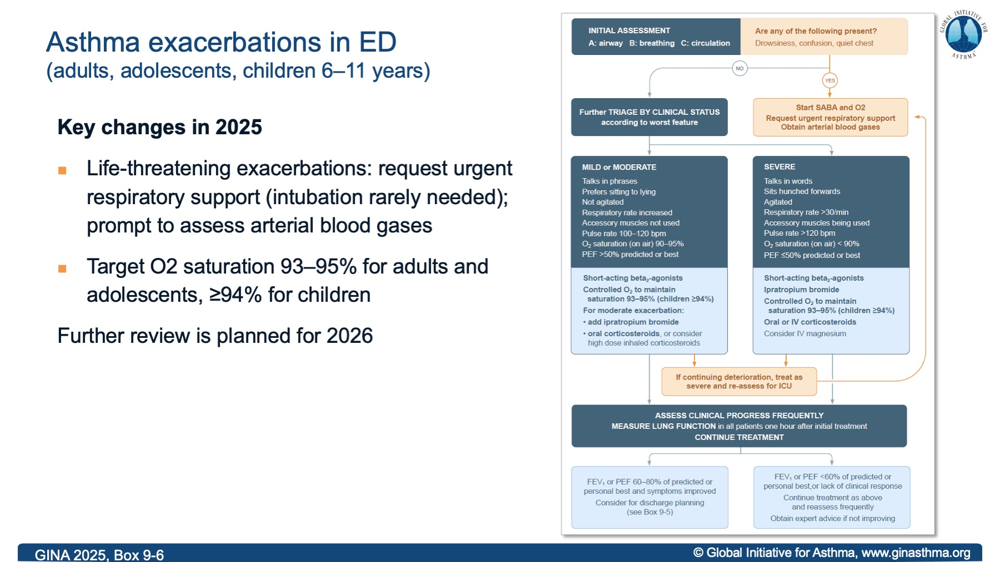 Asthma exacerbations in ED
(adults, adolescents, children 6–11 years)
Key changes in 2025
Life-threatening exacerbations: request urgent
respiratory support (intubation rarely needed);
prompt to assess arterial blood gases
Target O2 saturation 93–95% for adults and
adolescents, ≥94% for children
Further review is planned for 2026
INITIAL ASSESSMENT
A: airway B: breathing C: circulation
Are any of the following present?
Drowsiness, confusion, quiet chest
NO
YES
Further TRIAGE BY CLINICAL STATUS
according to worst feature
Start SABA and O2
Request urgent respiratory support
Obtain arterial blood gases
MILD or MODERATE
Talks in phrases
Prefers sitting to lying
Not agitated
Respiratory rate increased
Accessory muscles not used
Pulse rate 100–120 bpm
O₂ saturation (on air) 90–95%
PEF >50% predicted or best
Short-acting beta₂-agonists
Controlled O₂ to maintain
saturation 93–95% (children ≥94%)
For moderate exacerbation:
• add ipratropium bromide
• oral corticosteroids, or consider
high dose inhaled corticosteroids
SEVERE
Talks in words
Sits hunched forwards
Agitated
Respiratory rate >30/min
Accessory muscles being used
Pulse rate >120 bpm
O₂ saturation (on air) < 90%
PEF ≤50% predicted or best
Short-acting beta₂-agonists
Ipratropium bromide
Controlled O₂ to maintain
saturation 93–95% (children ≥94%)
Oral or IV corticosteroids
Consider IV magnesium
If continuing deterioration, treat as
severe and re-assess for ICU
ASSESS CLINICAL PROGRESS FREQUENTLY
MEASURE LUNG FUNCTION in all patients one hour after initial treatment
CONTINUE TREATMENT
FEV₁ or PEF 60–80% of predicted or
personal best and symptoms improved
Consider for discharge planning
(see Box 9-5)
FEV₁ or PEF <60% of predicted or
personal best,or lack of clinical response
Continue treatment as above
and reassess frequently
Obtain expert advice if not improving
GLOBAL INITIATIVE FOR
ASTHMA
GINA 2025, Box 9-6
© Global Initiative for Asthma, www.ginasthma.org